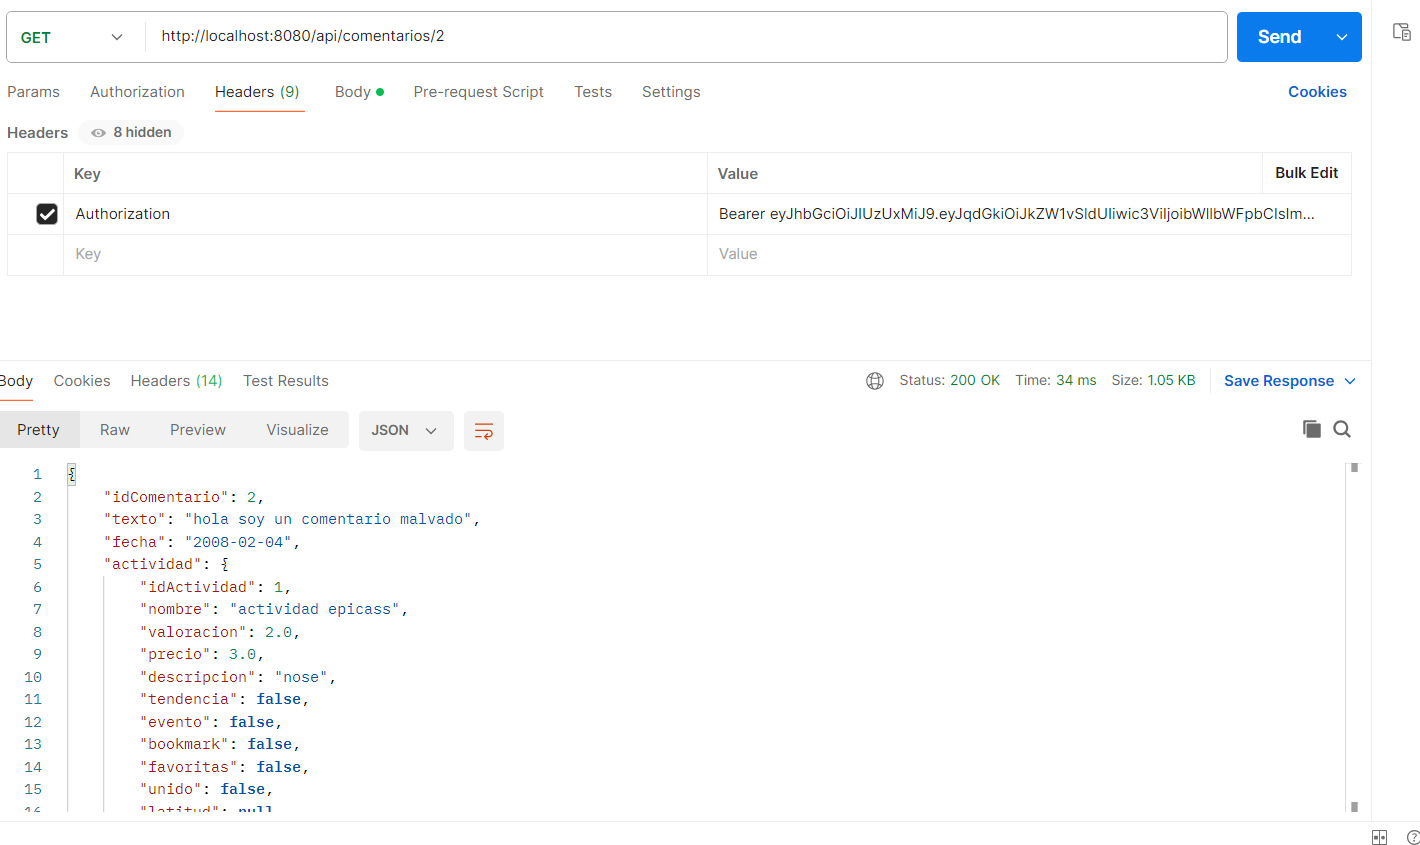 GET http://localhost:8080/api/comentarios/2 Send
Params Authorization Headers (9) Body Pre-request Script Tests Settings Cookies
Headers 8 hidden
Key Value Bulk Edit
Authorization Bearer eyJhbGciOiJIUzUxMiJ9.eyJqdGkiOiJkZW1vSldUIiwic3ViIjoibWllbWFpbCIsIm...
Key Value
Body Cookies Headers (14) Test Results Status: 200 OK Time: 34 ms Size: 1.05 KB Save Response
Pretty Raw Preview Visualize JSON
1 {
2 "idComentario": 2,
3 "texto": "hola soy un comentario malvado",
4 "fecha": "2008-02-04",
5 "actividad": {
6 "idActividad": 1,
7 "nombre": "actividad epicass",
8 "valoracion": 2.0,
9 "precio": 3.0,
10 "descripcion": "nose",
11 "tendencia": false,
12 "evento": false,
13 "bookmark": false,
14 "favoritas": false,
15 "unido": false,
16 "latitud": null